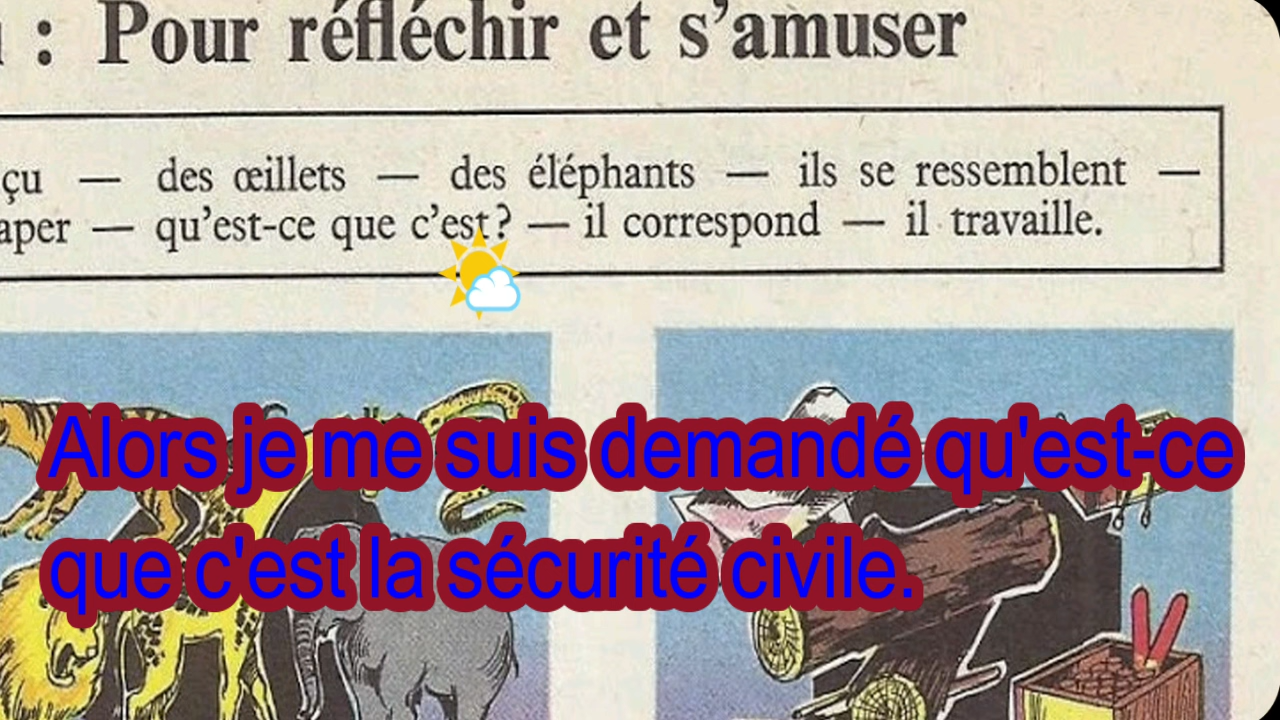 : Pour réfléchir et s'amuser
çu — des œillets — des éléphants — ils se ressemblent —
aper — qu'est-ce que c'est? — il correspond — il travaille.
Alors je me suis demandé qu'est-ce
que c'est la sécurité civile.